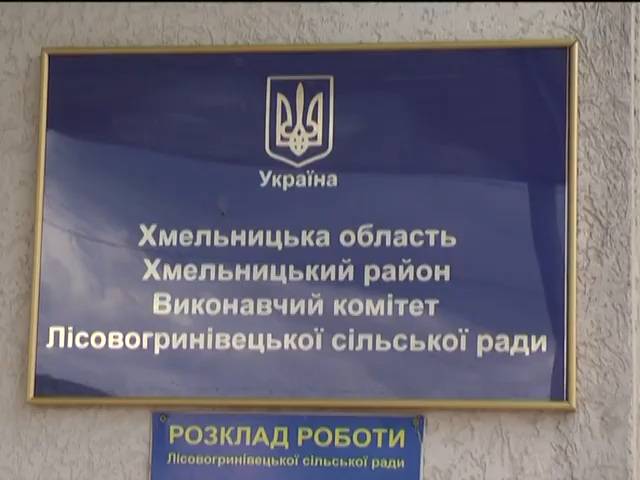 Україна
Хмельницька область
Хмельницький район
Виконавчий комітет
Лісовогринівецької сільської ради
РОЗКЛАД РОБОТИ
Лісовогринівецької сільської ради